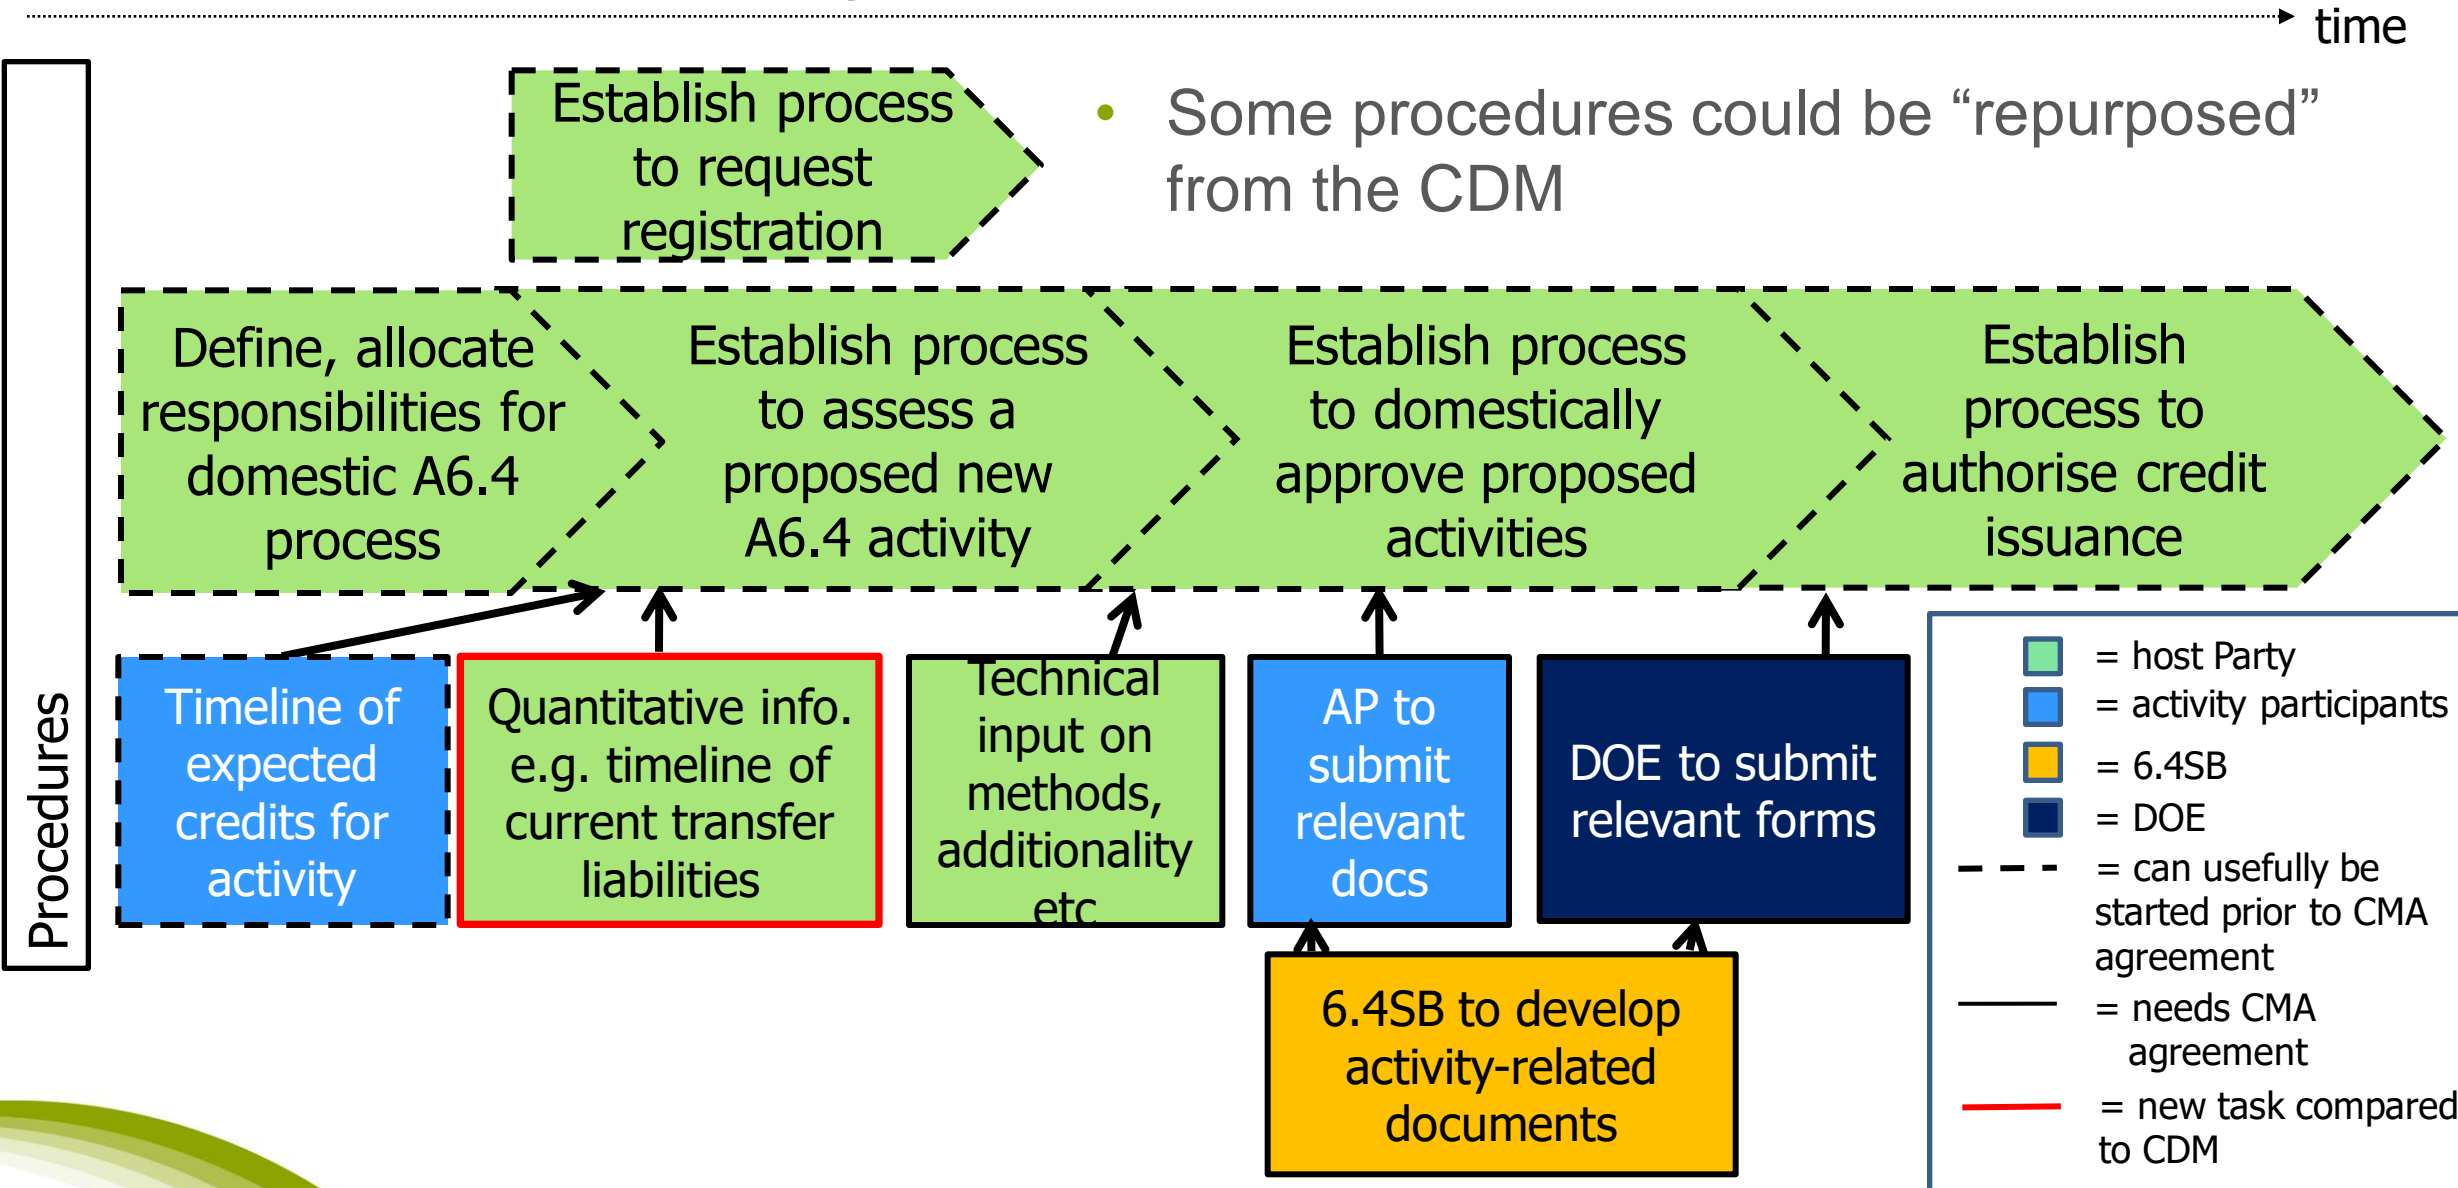 time
Establish process
to request
registration
• Some procedures could be “repurposed”
from the CDM
Procedures
Define, allocate
responsibilities for
domestic A6.4
process
Establish process
to assess a
proposed new
A6.4 activity
Establish process
to domestically
approve proposed
activities
Establish
process to
authorise credit
issuance
Timeline of
expected
credits for
activity
Quantitative info.
e.g. timeline of
current transfer
liabilities
Technical
input on
methods,
additionality
etc
AP to
submit
relevant
docs
DOE to submit
relevant forms
6.4SB to develop
activity-related
documents
= host Party
= activity participants
= 6.4SB
= DOE
= can usefully be
started prior to CMA
agreement
= needs CMA
agreement
= new task compared
to CDM